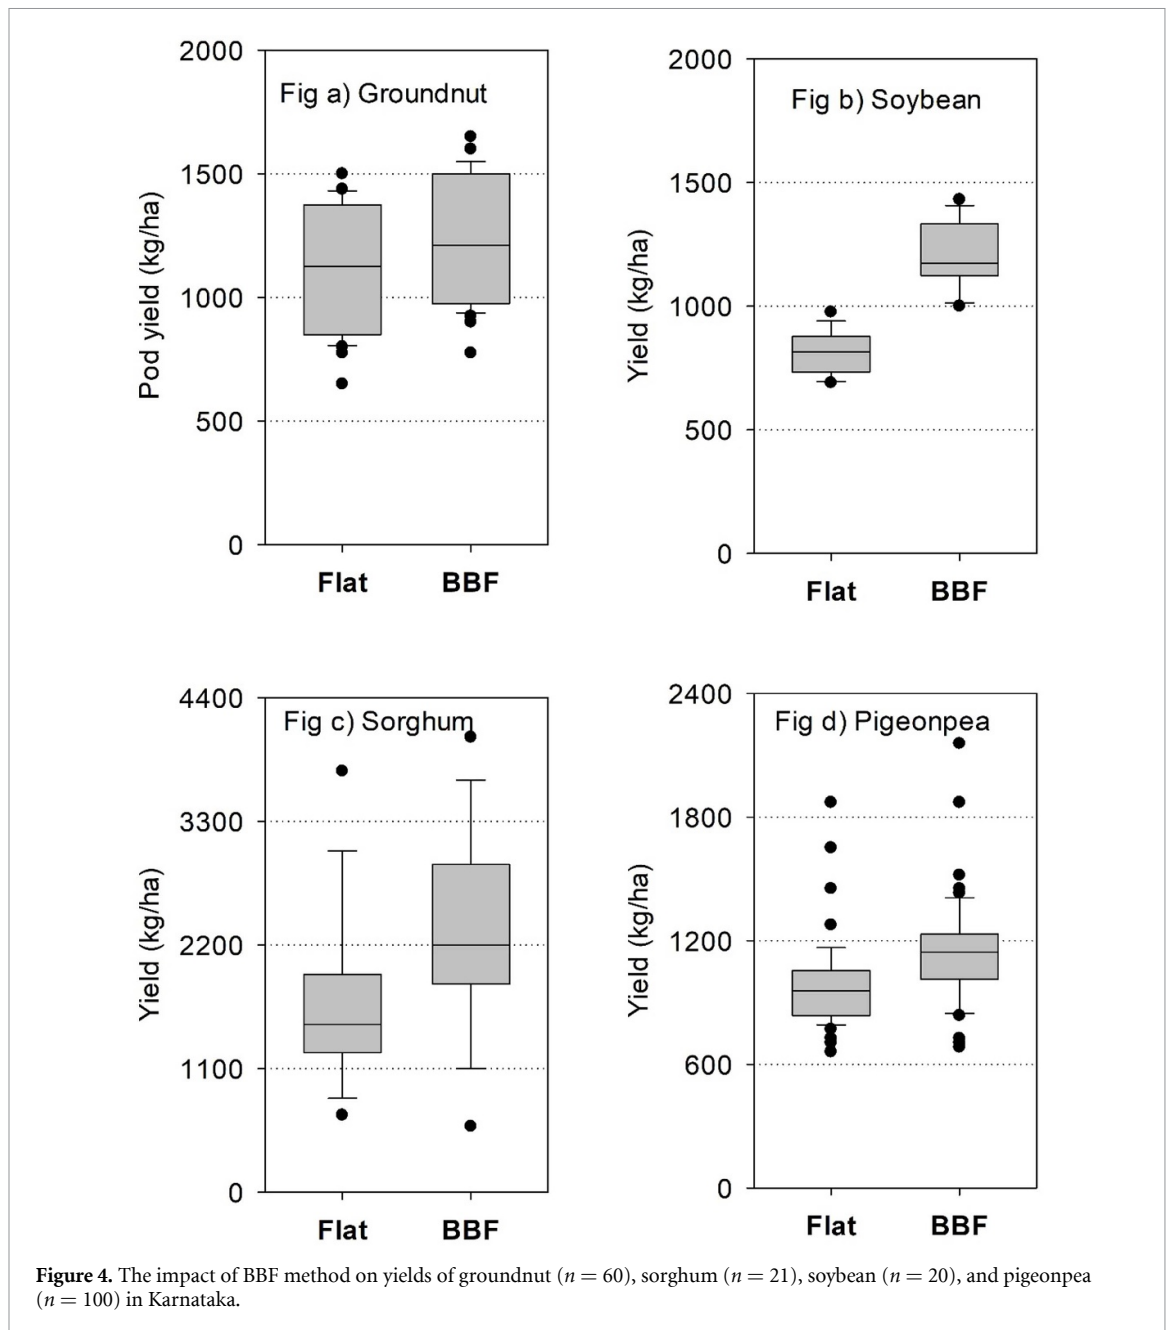 2000
Fig a) Groundnut
1500
1000
500
0
Pod yield (kg/ha)
Flat BBF
2000
Fig b) Soybean
1500
1000
500
0
Yield (kg/ha)
Flat BBF
4400
Fig c) Sorghum
3300
2200
1100
0
Yield (kg/ha)
Flat BBF
2400
Fig d) Pigeonpea
1800
1200
600
0
Yield (kg/ha)
Flat BBF
Figure 4. The impact of BBF method on yields of groundnut (n = 60), sorghum (n = 21), soybean (n = 20), and pigeonpea
(n = 100) in Karnataka.